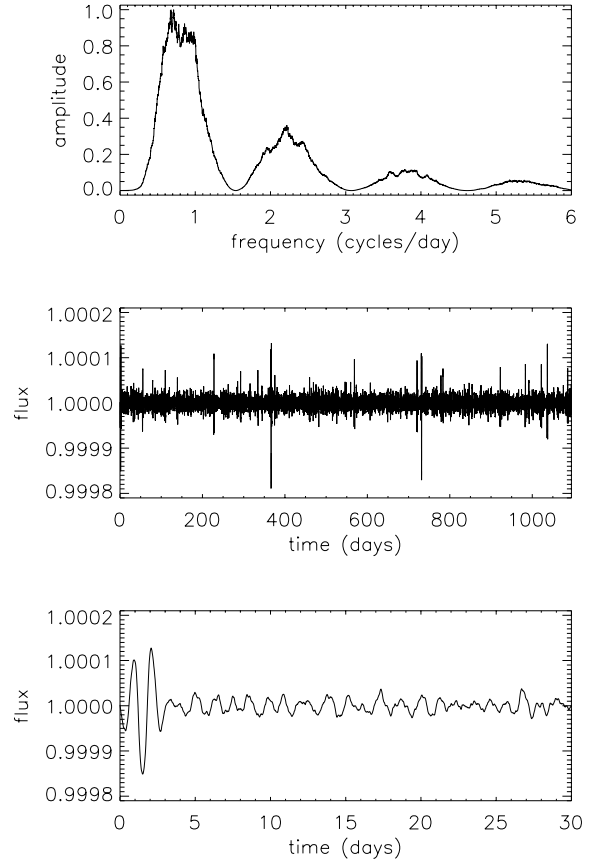 amplitude
1.0
0.8
0.6
0.4
0.2
0.0
0 1 2 3 4 5 6
frequency (cycles/day)
flux
1.0002
1.0001
1.0000
0.9999
0.9998
0 200 400 600 800 1000
time (days)
flux
1.0002
1.0001
1.0000
0.9999
0.9998
0 5 10 15 20 25 30
time (days)